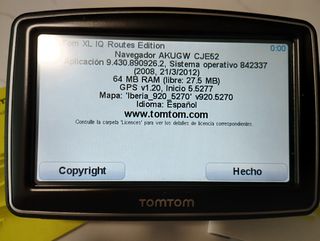 Tom XL IQ Routes Edition
0:00
Navegador AKUGW CJE52
Aplicación 9.430.890926.2, Sistema operativo 842337
(2008, 21/3/2012)
64 MB RAM (libre: 27.5 MB)
GPS v1.20, Inicio 5.5277
Mapa: 'Iberia_920_5270' v920.5270
Idioma: Español
www.tomtom.com
Consulte la carpeta 'Licences' para ver los detalles de licencia correspondientes.
Copyright
Hecho
TOMTOM